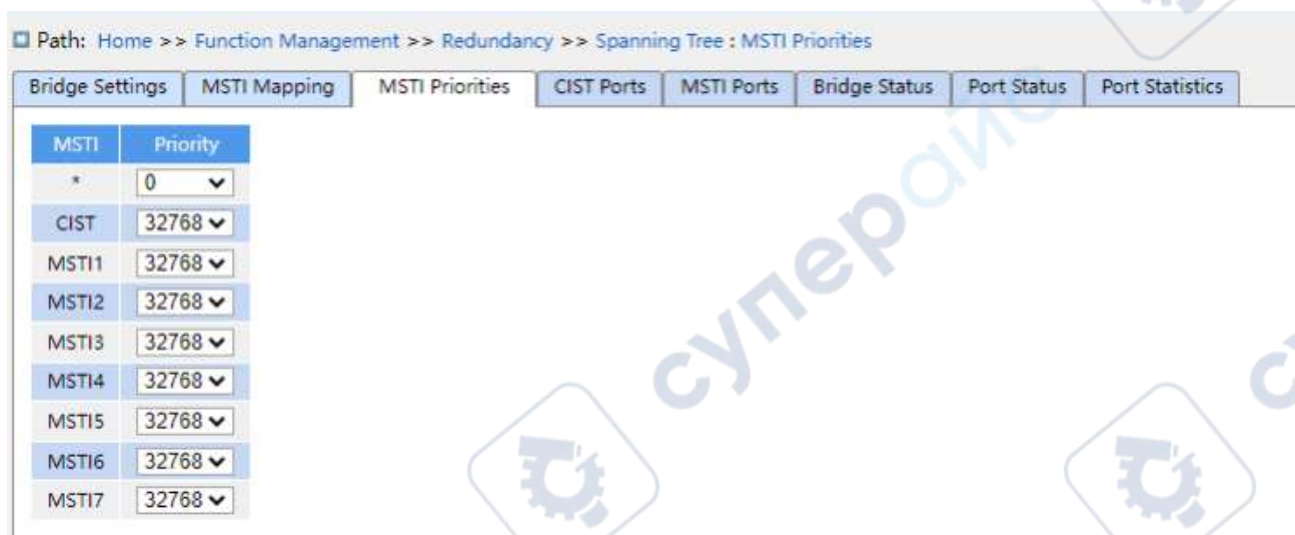 Path: Home >> Function Management >> Redundancy >> Spanning Tree : MSTI Priorities
Bridge Settings MSTI Mapping MSTI Priorities CIST Ports MSTI Ports Bridge Status Port Status Port Statistics
MSTI Priority
* 0
CIST 32768
MSTI1 32768
MSTI2 32768
MSTI3 32768
MSTI4 32768
MSTI5 32768
MSTI6 32768
MSTI7 32768
суперайс